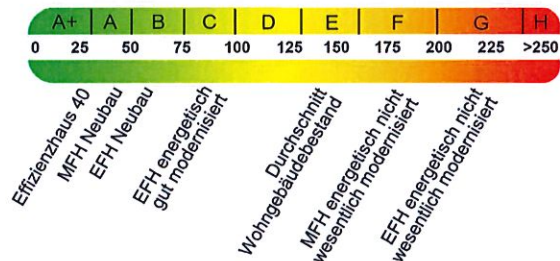 A+ A B C D E F G H
0 25 50 75 100 125 150 175 200 225 >250
Effizienzhaus 40
MFH Neubau
EFH Neubau
EFH energetisch
gut modernisiert
Durchschnitt
Wohngebäudebestand
MFH energetisch nicht
wesentlich modernisiert
EFH energetisch nicht
wesentlich modernisiert